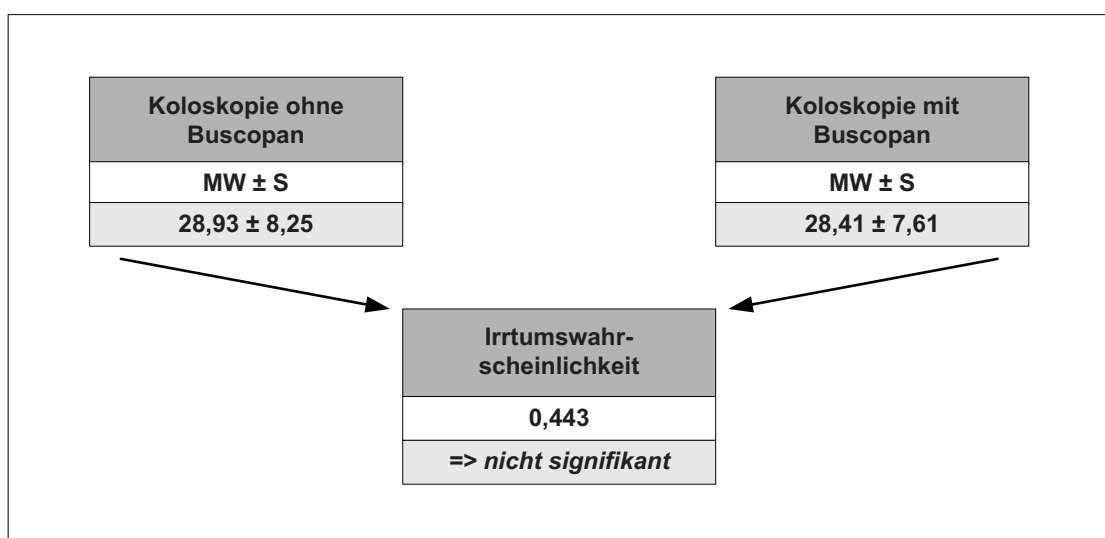 Koloskopie ohne
Buscopan
MW ± S
28,93 ± 8,25
Koloskopie mit
Buscopan
MW ± S
28,41 ± 7,61
Irrtumswahr-
scheinlichkeit
0,443
=> nicht signifikant